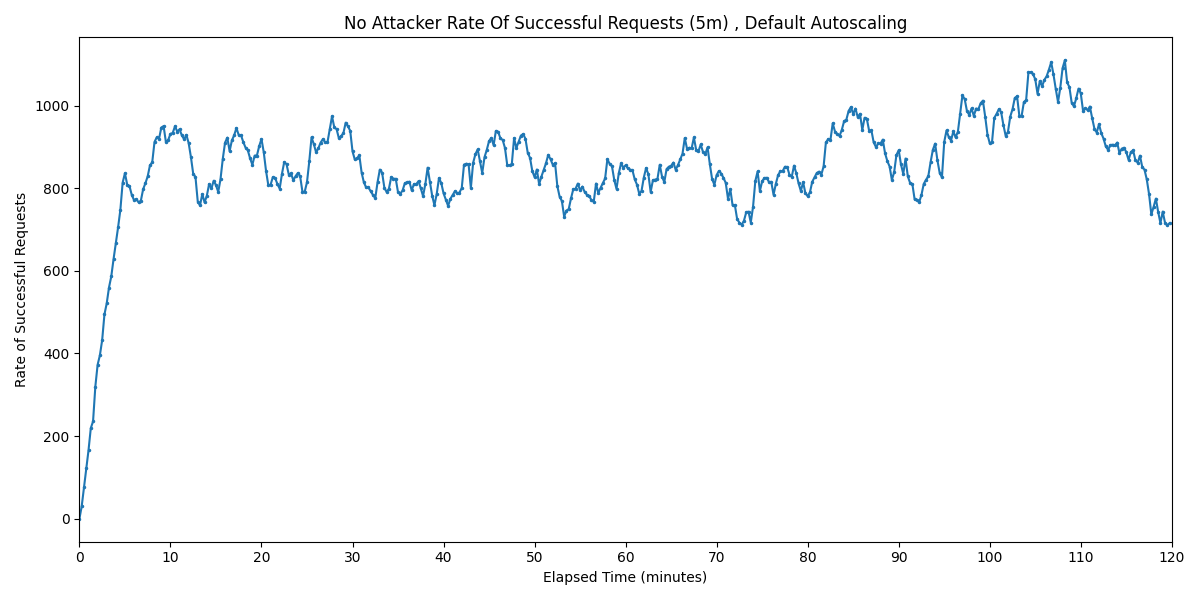 No Attacker Rate Of Successful Requests (5m) , Default Autoscaling
Rate of Successful Requests
1000
800
600
400
200
0
0 10 20 30 40 50 60 70 80 90 100 110 120
Elapsed Time (minutes)